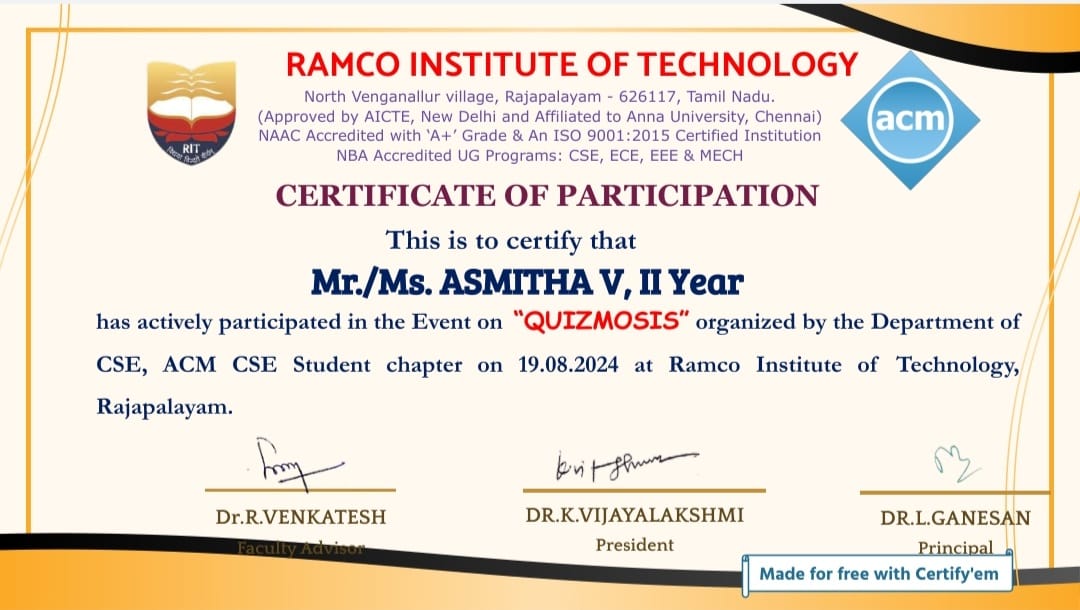 RAMCO INSTITUTE OF TECHNOLOGY
North Venganallur village, Rajapalayam - 626117, Tamil Nadu.
(Approved by AICTE, New Delhi and Affiliated to Anna University, Chennai)
NAAC Accredited with ‘A+’ Grade & An ISO 9001:2015 Certified Institution
NBA Accredited UG Programs: CSE, ECE, EEE & MECH
RIT
acm
CERTIFICATE OF PARTICIPATION
This is to certify that
Mr./Ms. ASMITHA V, II Year
has actively participated in the Event on “QUIZMOSIS” organized by the Department of
CSE, ACM CSE Student chapter on 19.08.2024 at Ramco Institute of Technology,
Rajapalayam.
Dr.R.VENKATESH
Faculty Advisor
DR.K.VIJAYALAKSHMI
President
DR.L.GANESAN
Principal
Made for free with Certify'em